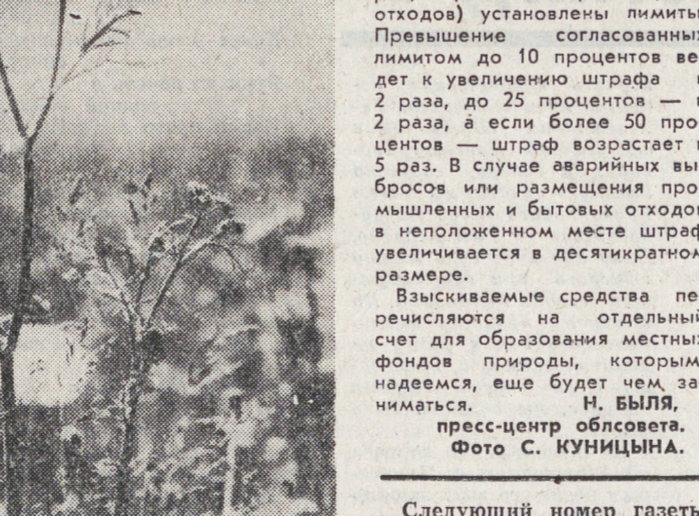 отходов) установлены лимиты
Превышение согласованных
лимитом до 10 процентов ве
дет к увеличению штрафа
2 раза, до 25 процентов —
2 раза, а если более 50 про
центов — штраф возрастает
5 раз. В случае аварийных вы
бросов или размещения про
мышленных и бытовых отходов
в неположенном месте штраф
увеличивается в десятикратном
размере.
Взыскиваемые средства пе
речисляются на отдельный
счет для образования местных
фондов природы, которым
надеемся, еще будет чем за
ниматься. Н. БЫЛЯ,
пресс-центр облсовета.
Фото С. КУНИЦЫНА.
Следующий номер газеты